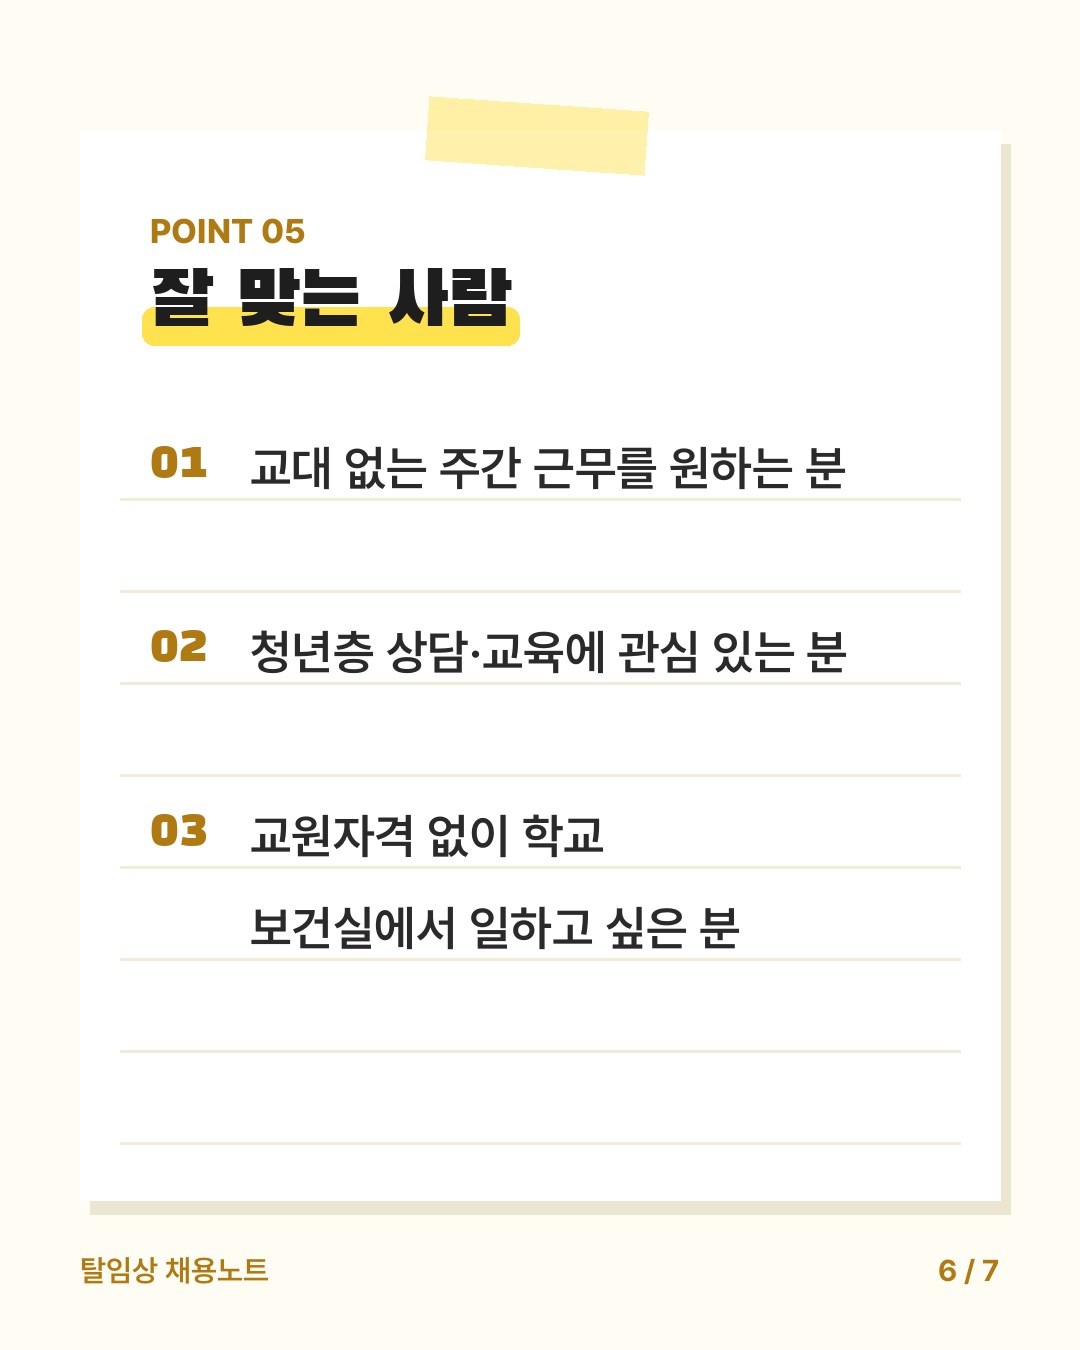 POINT 05
잘 맞는 사람
01 교대 없는 주간 근무를 원하는 분
02 청년층 상담·교육에 관심 있는 분
03 교원자격 없이 학교
보건실에서 일하고 싶은 분
탈임상 채용노트
6 / 7